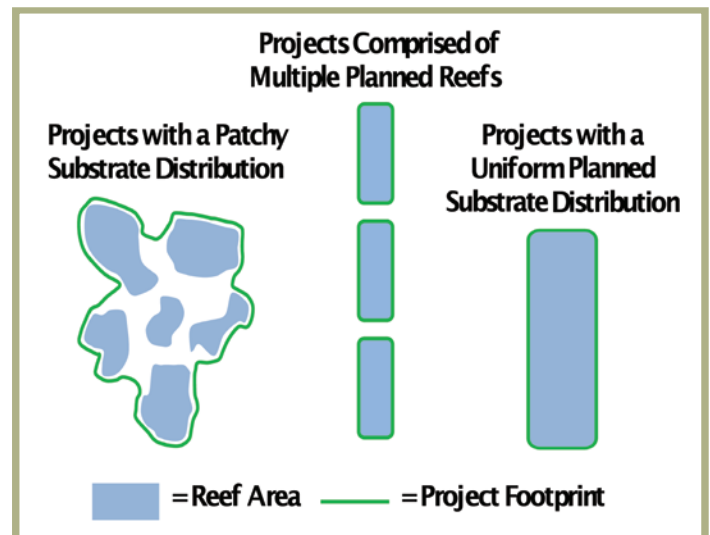 Projects Comprised of
Multiple Planned Reefs
Projects with a Patchy
Substrate Distribution
Projects with a
Uniform Planned
Substrate Distribution
= Reef Area
= Project Footprint